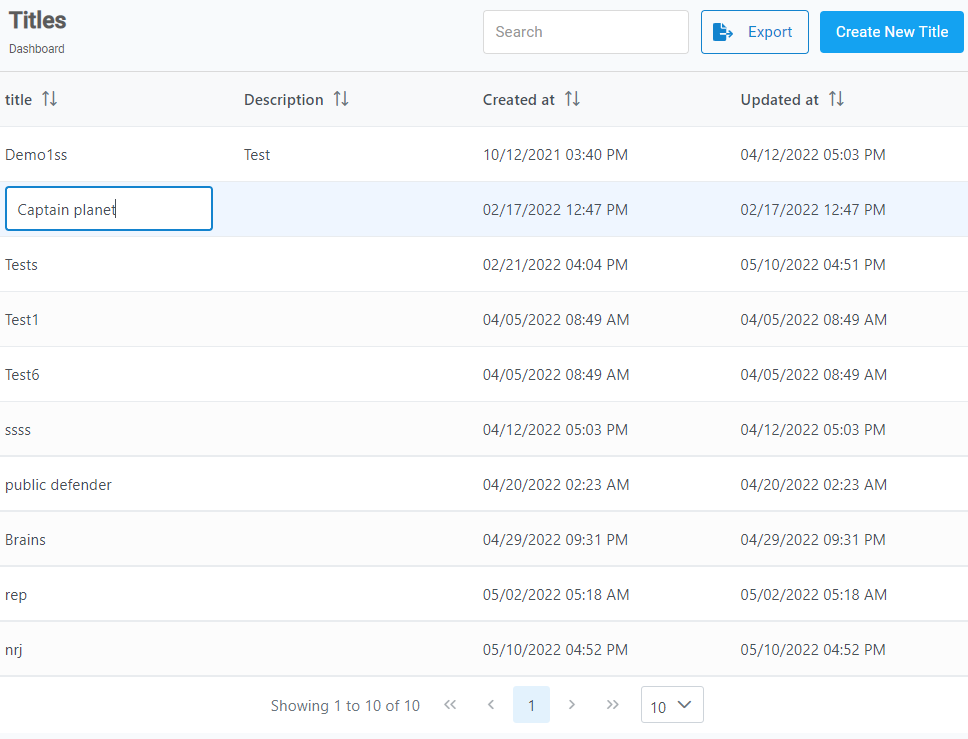 Titles
Dashboard
Search
Export
Create New Title
title Description Created at Updated at
Demo1ss Test 10/12/2021 03:40 PM 04/12/2022 05:03 PM
Captain planet 02/17/2022 12:47 PM 02/17/2022 12:47 PM
Tests 02/21/2022 04:04 PM 05/10/2022 04:51 PM
Test1 04/05/2022 08:49 AM 04/05/2022 08:49 AM
Test6 04/05/2022 08:49 AM 04/05/2022 08:49 AM
ssss 04/12/2022 05:03 PM 04/12/2022 05:03 PM
public defender 04/20/2022 02:23 AM 04/20/2022 02:23 AM
Brains 04/29/2022 09:31 PM 04/29/2022 09:31 PM
rep 05/02/2022 05:18 AM 05/02/2022 05:18 AM
nrj 05/10/2022 04:52 PM 05/10/2022 04:52 PM
Showing 1 to 10 of 10 « ‹ 1 › » 10